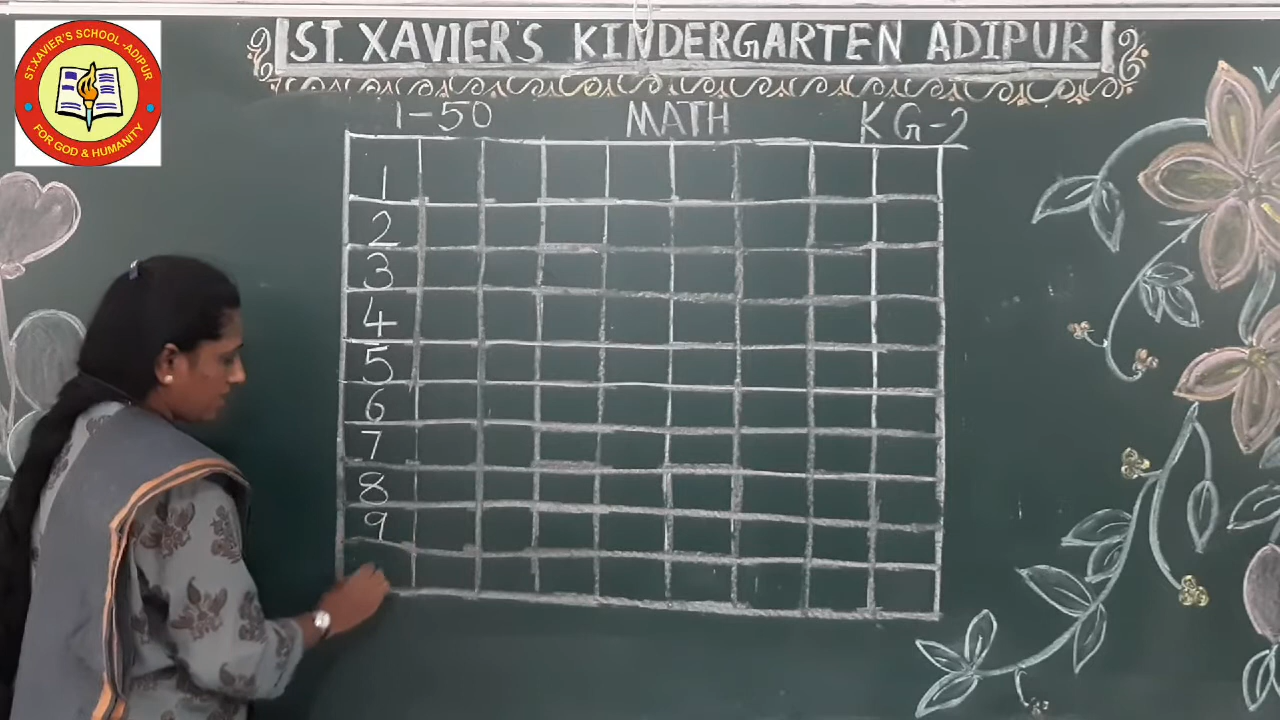 ST. XAVIER'S SCHOOL - ADIPUR
FOR GOD & HUMANITY
ST. XAVIER'S KINDERGARTEN ADIPUR
1-50 MATH KG-2
1
2
3
4
5
6
7
8
9